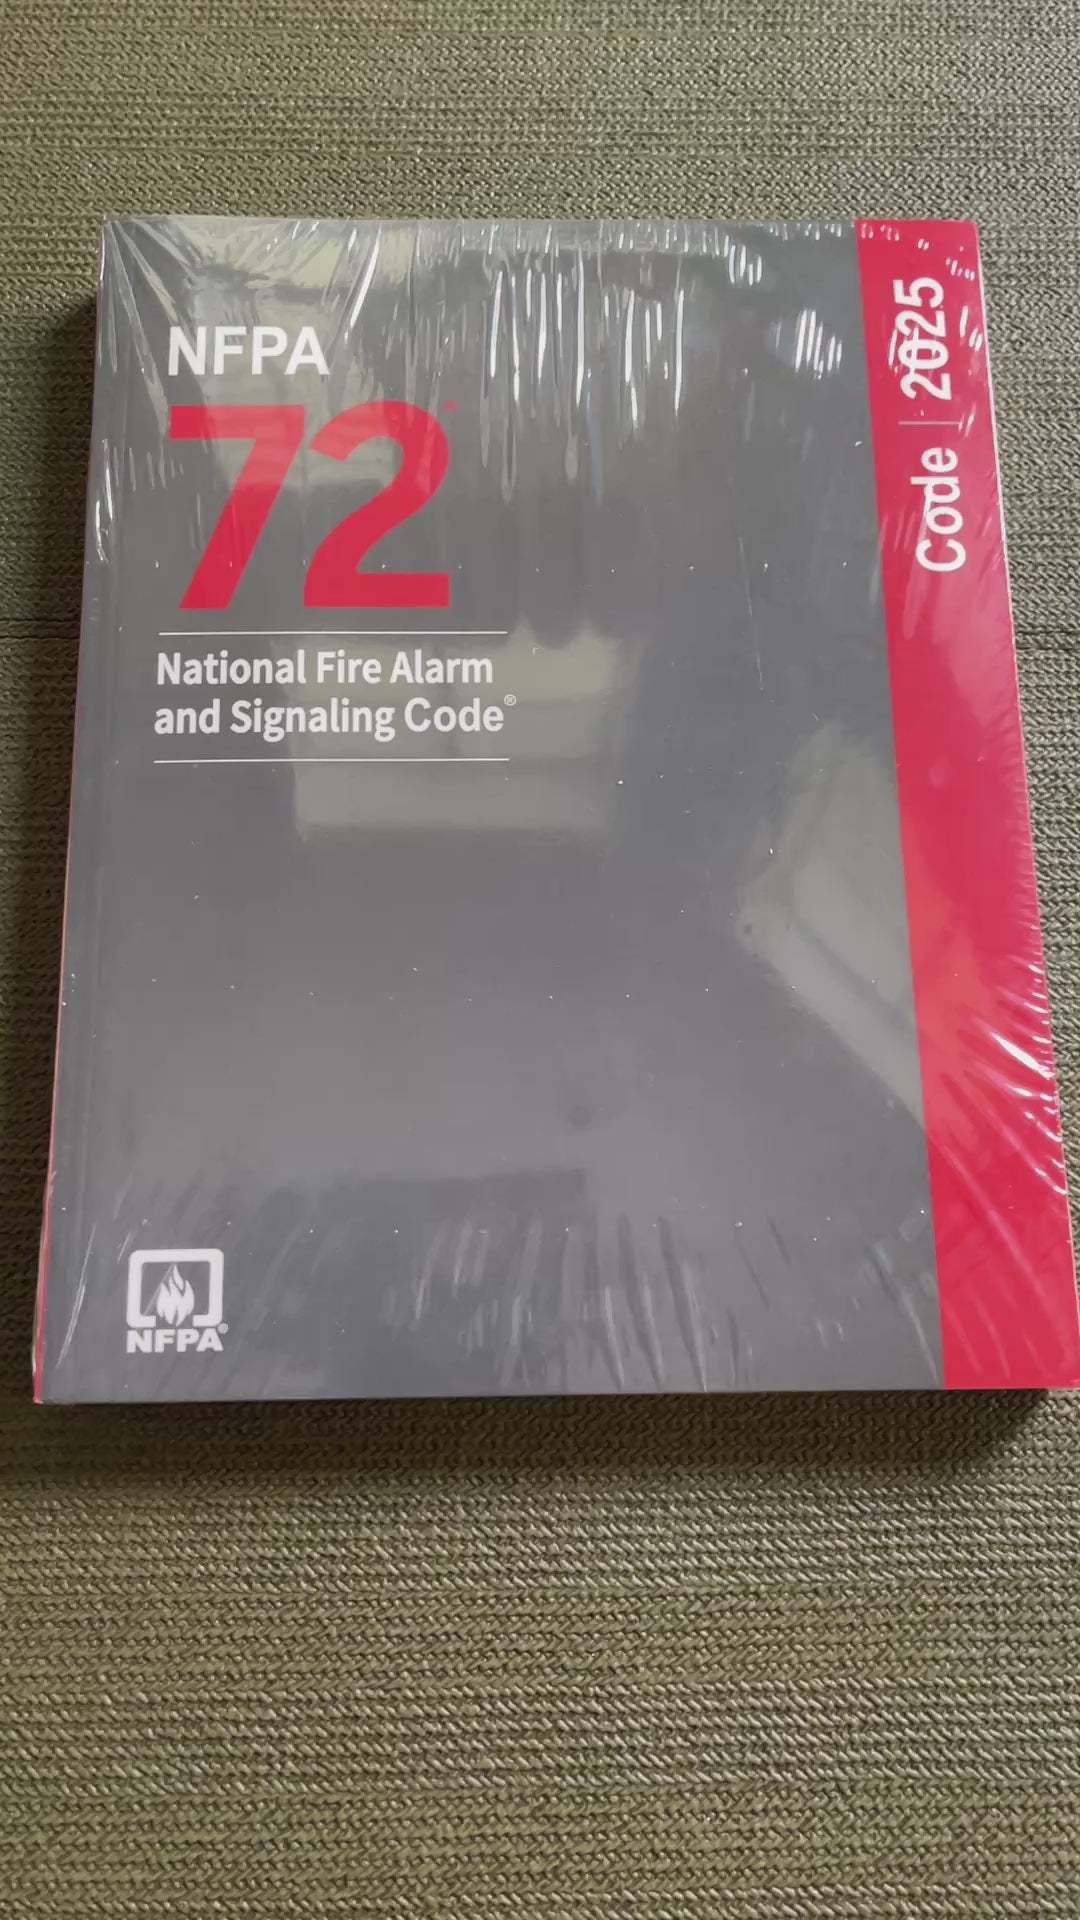 NFPA
72®
National Fire Alarm
and Signaling Code®
Code | 2025
NFPA®